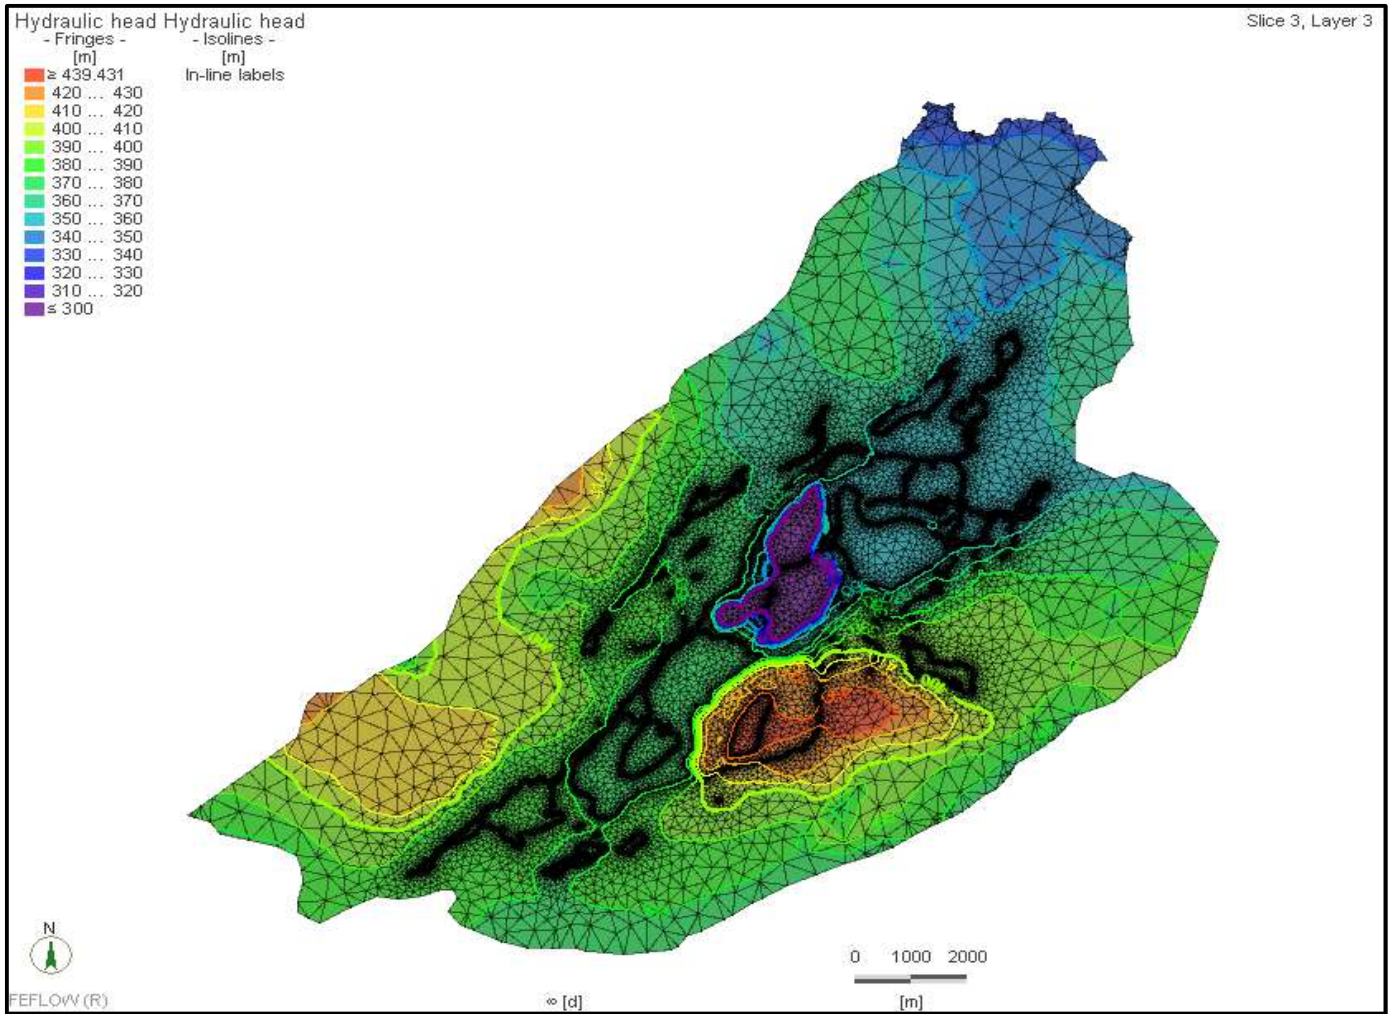 Hydraulic head Hydraulic head
- Fringes - - Isolines -
[m] [m]
≥ 439.431 In-line labels
420 ... 430
410 ... 420
400 ... 410
390 ... 400
380 ... 390
370 ... 380
360 ... 370
350 ... 360
340 ... 350
330 ... 340
320 ... 330
310 ... 320
≤ 300
Slice 3, Layer 3
N
0 1000 2000
FEFLOW (R)
∞ [d]
[m]